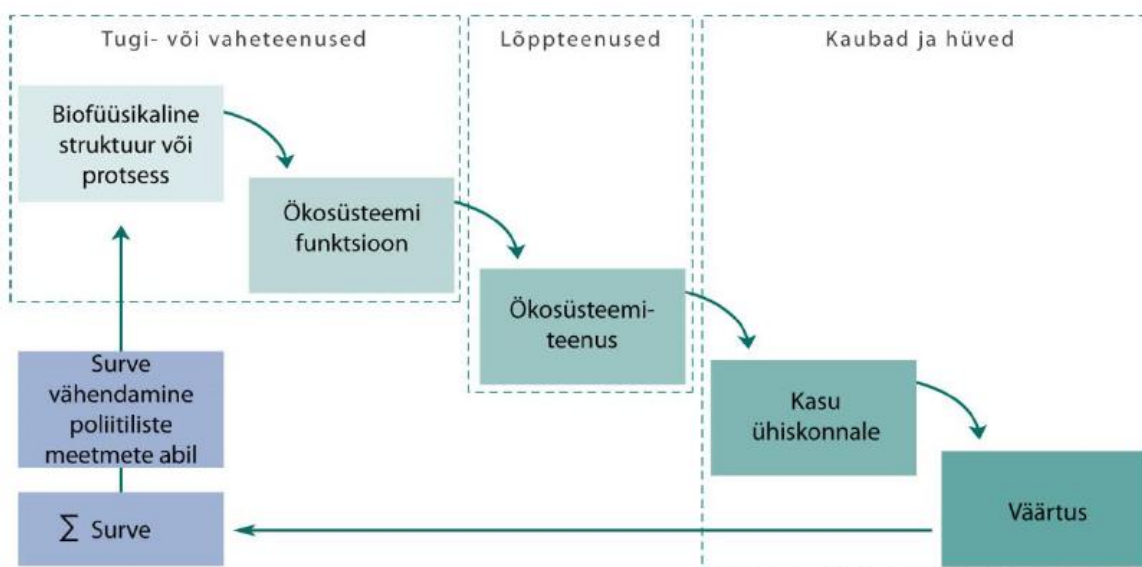 Tugi- või vaheteenused
Lõppteenused
Kaubad ja hüved
Biofüüsikaline
struktuur või
protsess
Ökosüsteemi
funktsioon
Ökosüsteemi-
teenus
Kasu
ühiskonnale
Väärtus
Surve
vähendamine
poliitiliste
meetmete abil
∑ Surve